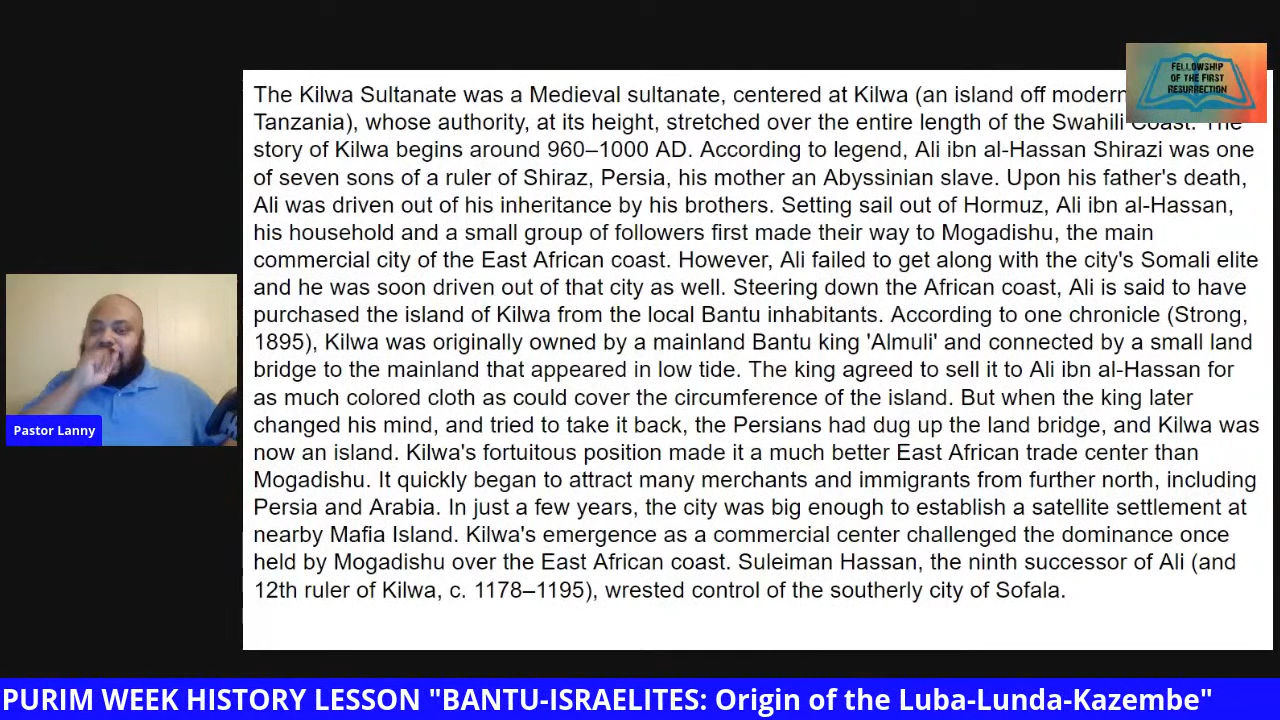 FELLOWSHIP
OF THE FIRST
RESURRECTION
The Kilwa Sultanate was a Medieval sultanate, centered at Kilwa (an island off modern
Tanzania), whose authority, at its height, stretched over the entire length of the Swahili Coast. The
story of Kilwa begins around 960–1000 AD. According to legend, Ali ibn al-Hassan Shirazi was one
of seven sons of a ruler of Shiraz, Persia, his mother an Abyssinian slave. Upon his father's death,
Ali was driven out of his inheritance by his brothers. Setting sail out of Hormuz, Ali ibn al-Hassan,
his household and a small group of followers first made their way to Mogadishu, the main
commercial city of the East African coast. However, Ali failed to get along with the city's Somali elite
and he was soon driven out of that city as well. Steering down the African coast, Ali is said to have
purchased the island of Kilwa from the local Bantu inhabitants. According to one chronicle (Strong,
1895), Kilwa was originally owned by a mainland Bantu king 'Almuli' and connected by a small land
bridge to the mainland that appeared in low tide. The king agreed to sell it to Ali ibn al-Hassan for
as much colored cloth as could cover the circumference of the island. But when the king later
changed his mind, and tried to take it back, the Persians had dug up the land bridge, and Kilwa was
now an island. Kilwa's fortuitous position made it a much better East African trade center than
Mogadishu. It quickly began to attract many merchants and immigrants from further north, including
Persia and Arabia. In just a few years, the city was big enough to establish a satellite settlement at
nearby Mafia Island. Kilwa's emergence as a commercial center challenged the dominance once
held by Mogadishu over the East African coast. Suleiman Hassan, the ninth successor of Ali (and
12th ruler of Kilwa, c. 1178–1195), wrested control of the southerly city of Sofala.
Pastor Lanny
PURIM WEEK HISTORY LESSON "BANTU-ISRAELITES: Origin of the Luba-Lunda-Kazembe"